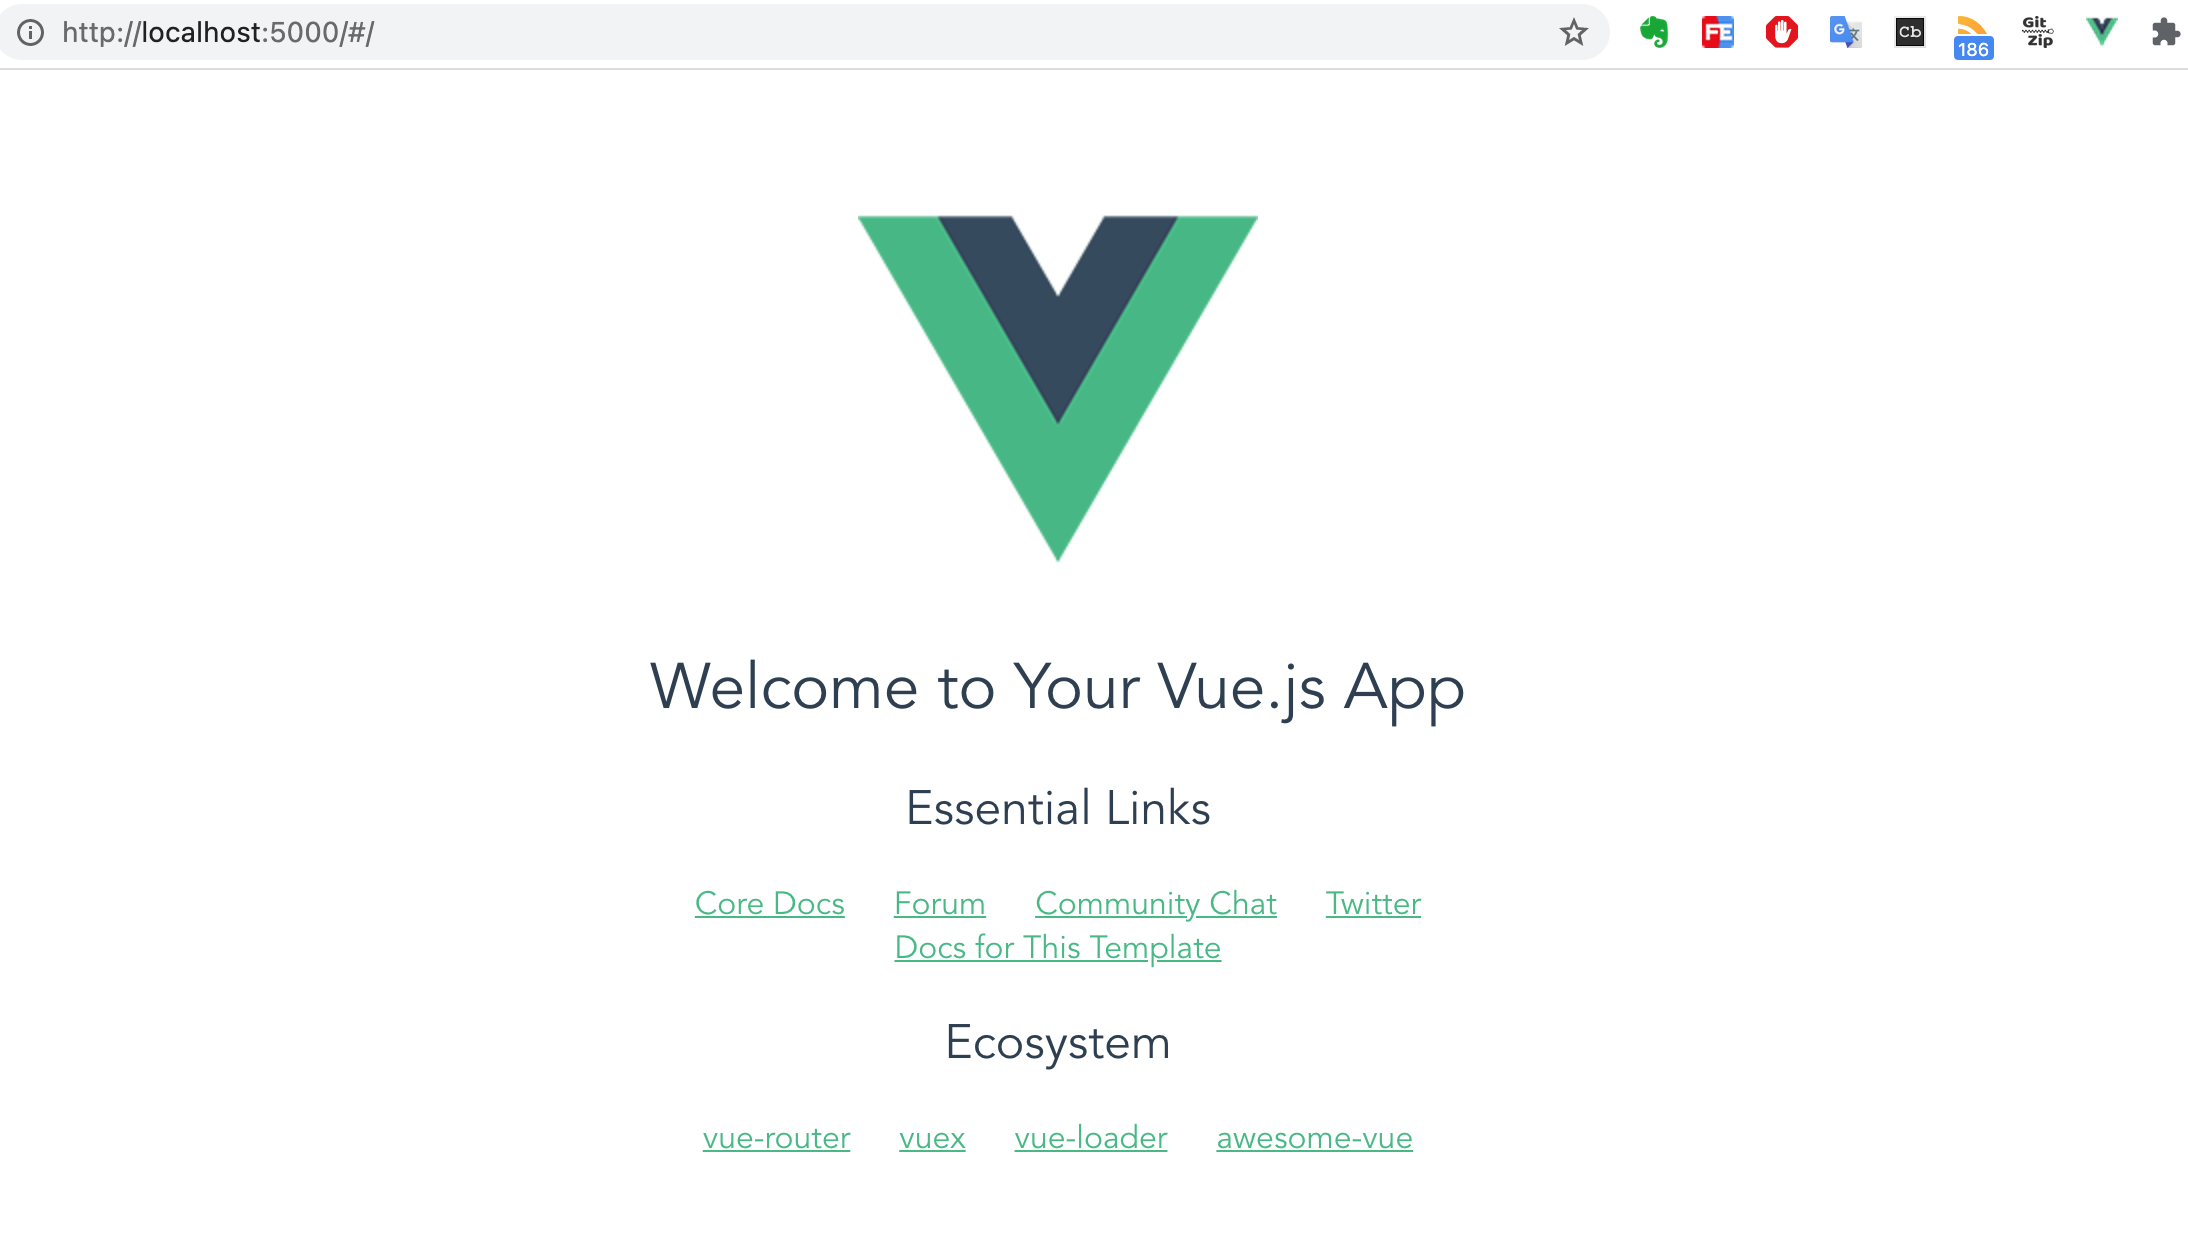 http://localhost:5000/#/
FE
G 文
Cb
186
Git
Zip
Welcome to Your Vue.js App
Essential Links
Core Docs Forum Community Chat Twitter
Docs for This Template
Ecosystem
vue-router vuex vue-loader awesome-vue